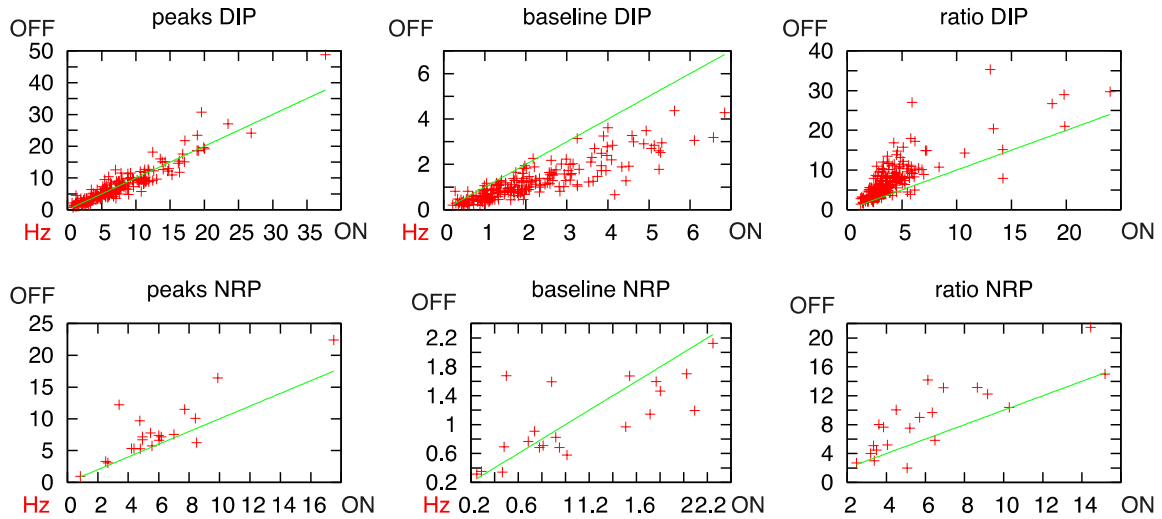 peaks DIP
OFF
50
40
30
20
10
0
0 5 10 15 20 25 30 35
Hz
ON
baseline DIP
OFF
6
4
2
0
0 1 2 3 4 5 6
Hz
ON
ratio DIP
OFF
40
30
20
10
0
0 5 10 15 20
ON
peaks NRP
OFF
25
20
15
10
5
0
0 2 4 6 8 10 12 14 16
Hz
ON
baseline NRP
OFF
2.2
1.8
1.4
1
0.6
0.2
0.2 0.6 11.2 1.6 22.2
Hz
ON
ratio NRP
OFF
20
16
12
8
4
0
2 4 6 8 10 12 14
ON